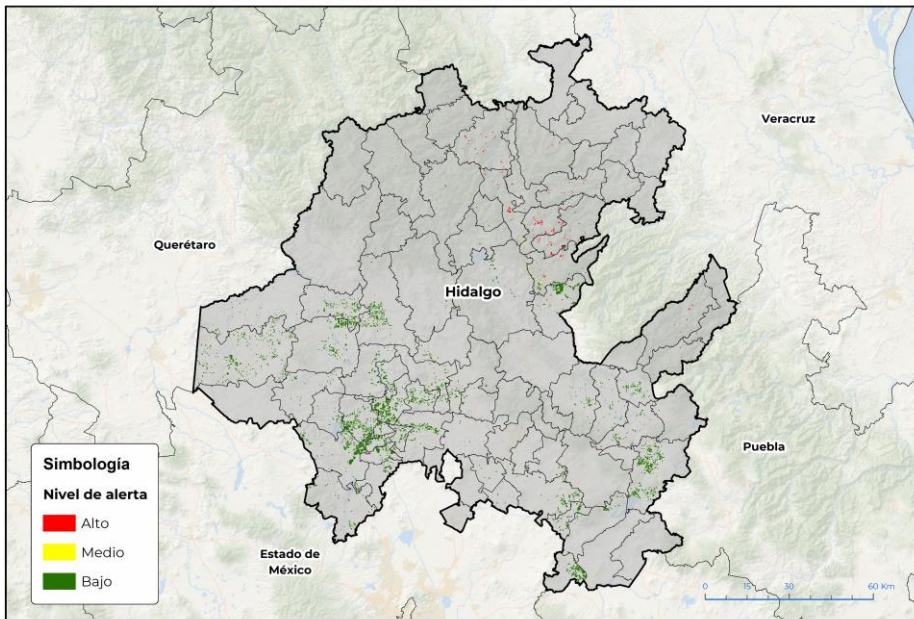 Veracruz
Querétaro
Hidalgo
Puebla
Estado de
México
Simbología
Nivel de alerta
Alto
Medio
Bajo
0 15 30 60 Km